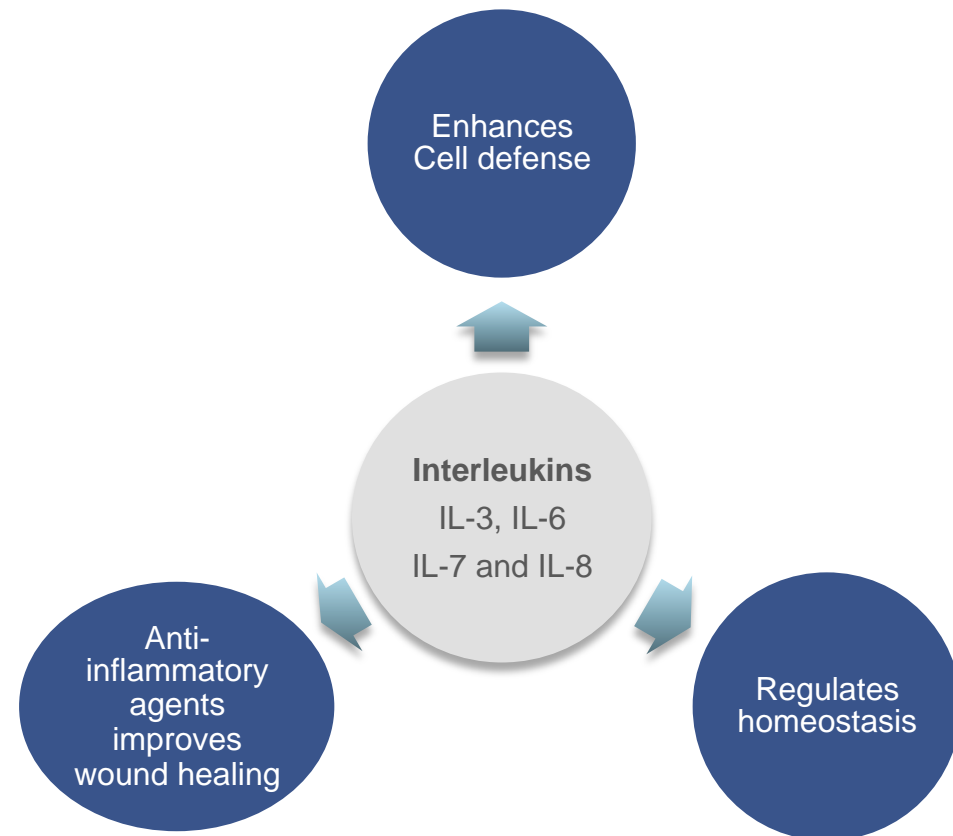 Enhances
Cell defense
Interleukins
IL-3, IL-6
IL-7 and IL-8
Anti-
inflammatory
agents
improves
wound healing
Regulates
homeostasis